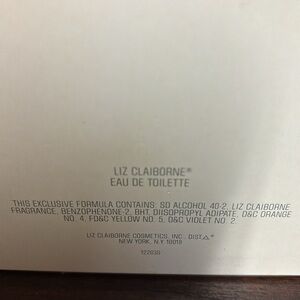 LIZ CLAIBORNE®
EAU DE TOILETTE
THIS EXCLUSIVE FORMULA CONTAINS: SD ALCOHOL 40-2, LIZ CLAIBORNE
FRAGRANCE, BENZOPHENONE-2, BHT, DIISOPROPYL ADIPATE, D&C ORANGE
NO. 4, FD&C YELLOW NO. 5, D&C VIOLET NO. 2.
LIZ CLAIBORNE COSMETICS, INC. DIST.△®
NEW YORK, N.Y. 10018